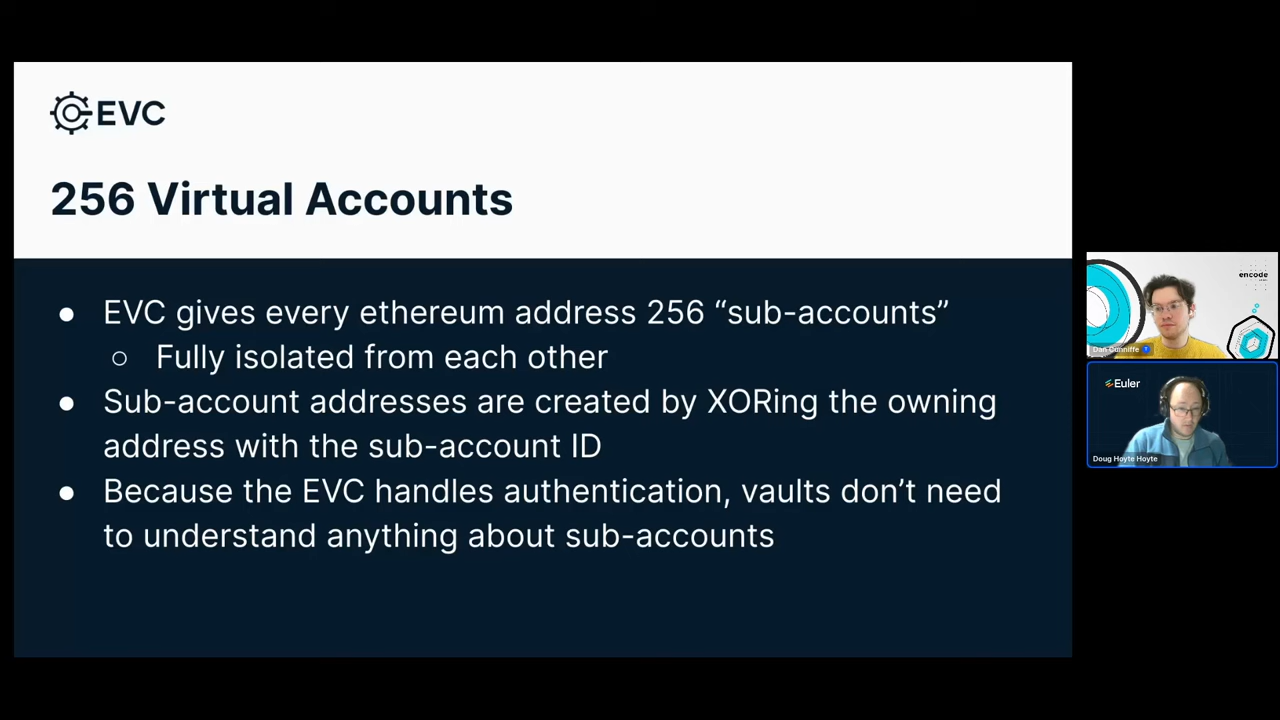 EVC
256 Virtual Accounts
● EVC gives every ethereum address 256 “sub-accounts”
○ Fully isolated from each other
● Sub-account addresses are created by XORing the owning
address with the sub-account ID
● Because the EVC handles authentication, vaults don’t need
to understand anything about sub-accounts
encode
Dan Cunniffe
Euler
Doug Hoyte Hoyte